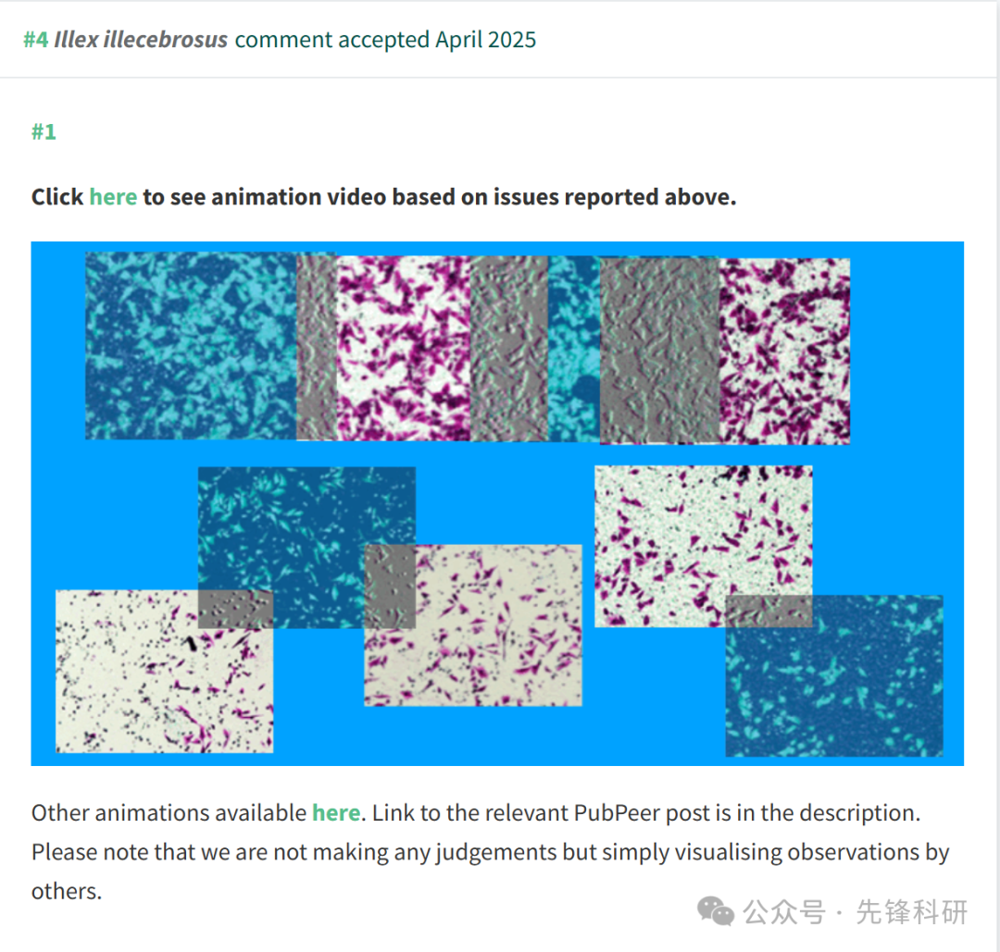 #4 Illex illecebrosus comment accepted April 2025
#1
Click here to see animation video based on issues reported above.
Other animations available here. Link to the relevant PubPeer post is in the description.
Please note that we are not making any judgements but simply visualising observations by
others.
公众号 · 先锋科研